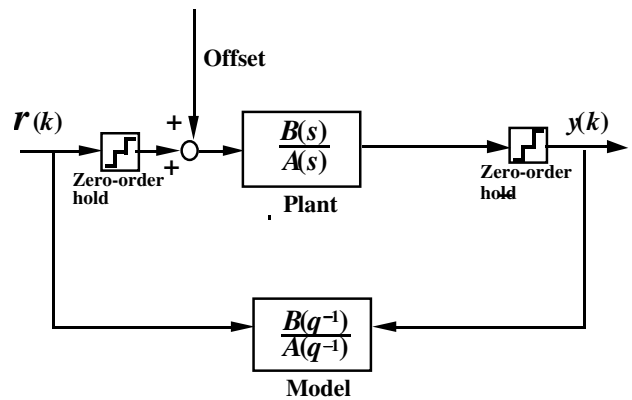 Offset
r(k)
+
+
Zero-order
hold
B(s)
A(s)
Plant
y(k)
Zero-order
hold
B(q⁻¹)
A(q⁻¹)
Model